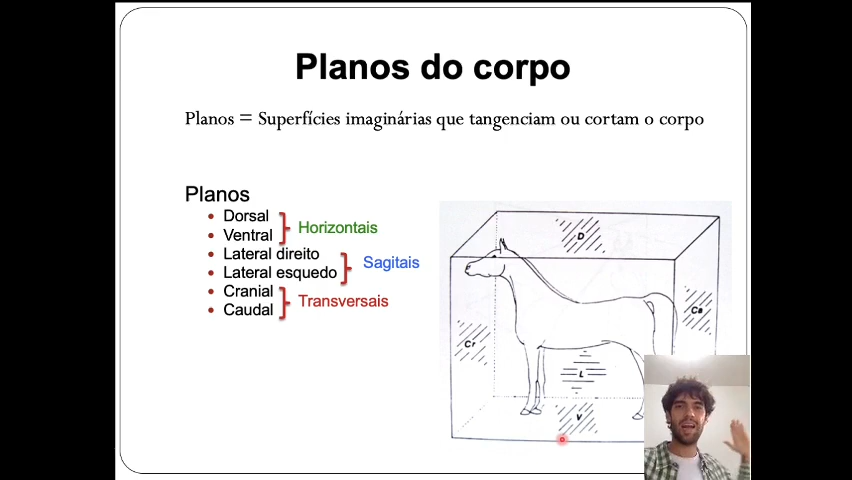 Planos do corpo
Planos = Superfícies imaginárias que tangenciam ou cortam o corpo
Planos
• Dorsal
• Ventral
Horizontais
• Lateral direito
• Lateral esquedo
Sagitais
• Cranial
• Caudal
Transversais
D
Ca
Cr
L
V